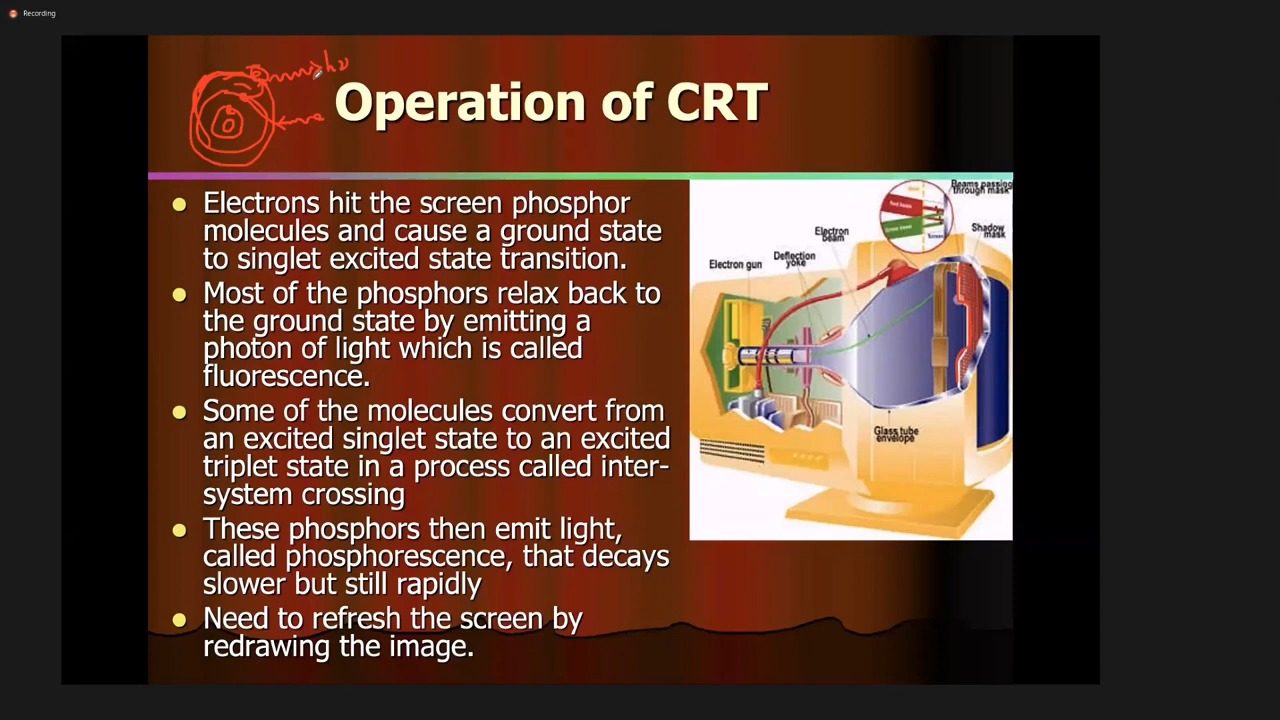 Recording
hν
Operation of CRT
Electrons hit the screen phosphor
molecules and cause a ground state
to singlet excited state transition.
Most of the phosphors relax back to
the ground state by emitting a
photon of light which is called
fluorescence.
Some of the molecules convert from
an excited singlet state to an excited
triplet state in a process called inter-
system crossing
These phosphors then emit light,
called phosphorescence, that decays
slower but still rapidly
Need to refresh the screen by
redrawing the image.
Beams passing
through mask
Shadow
mask
Electron
beam
Deflection
yoke
Electron gun
Glass tube
envelope